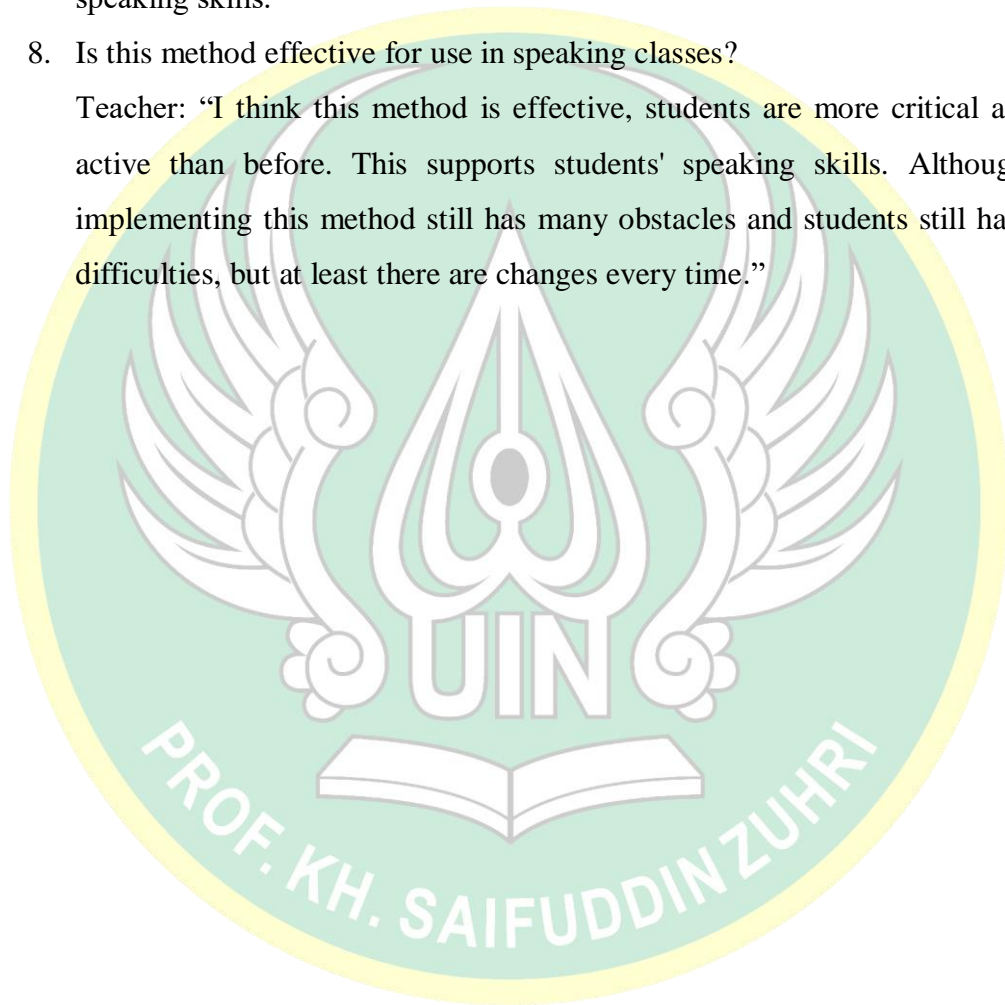 speaking skills.
8. Is this method effective for use in speaking classes?
Teacher: “I think this method is effective, students are more critical a
active than before. This supports students' speaking skills. Althoug
implementing this method still has many obstacles and students still ha
difficulties, but at least there are changes every time.”
UIN
PROF. KH. SAIFUDDIN ZUHRI